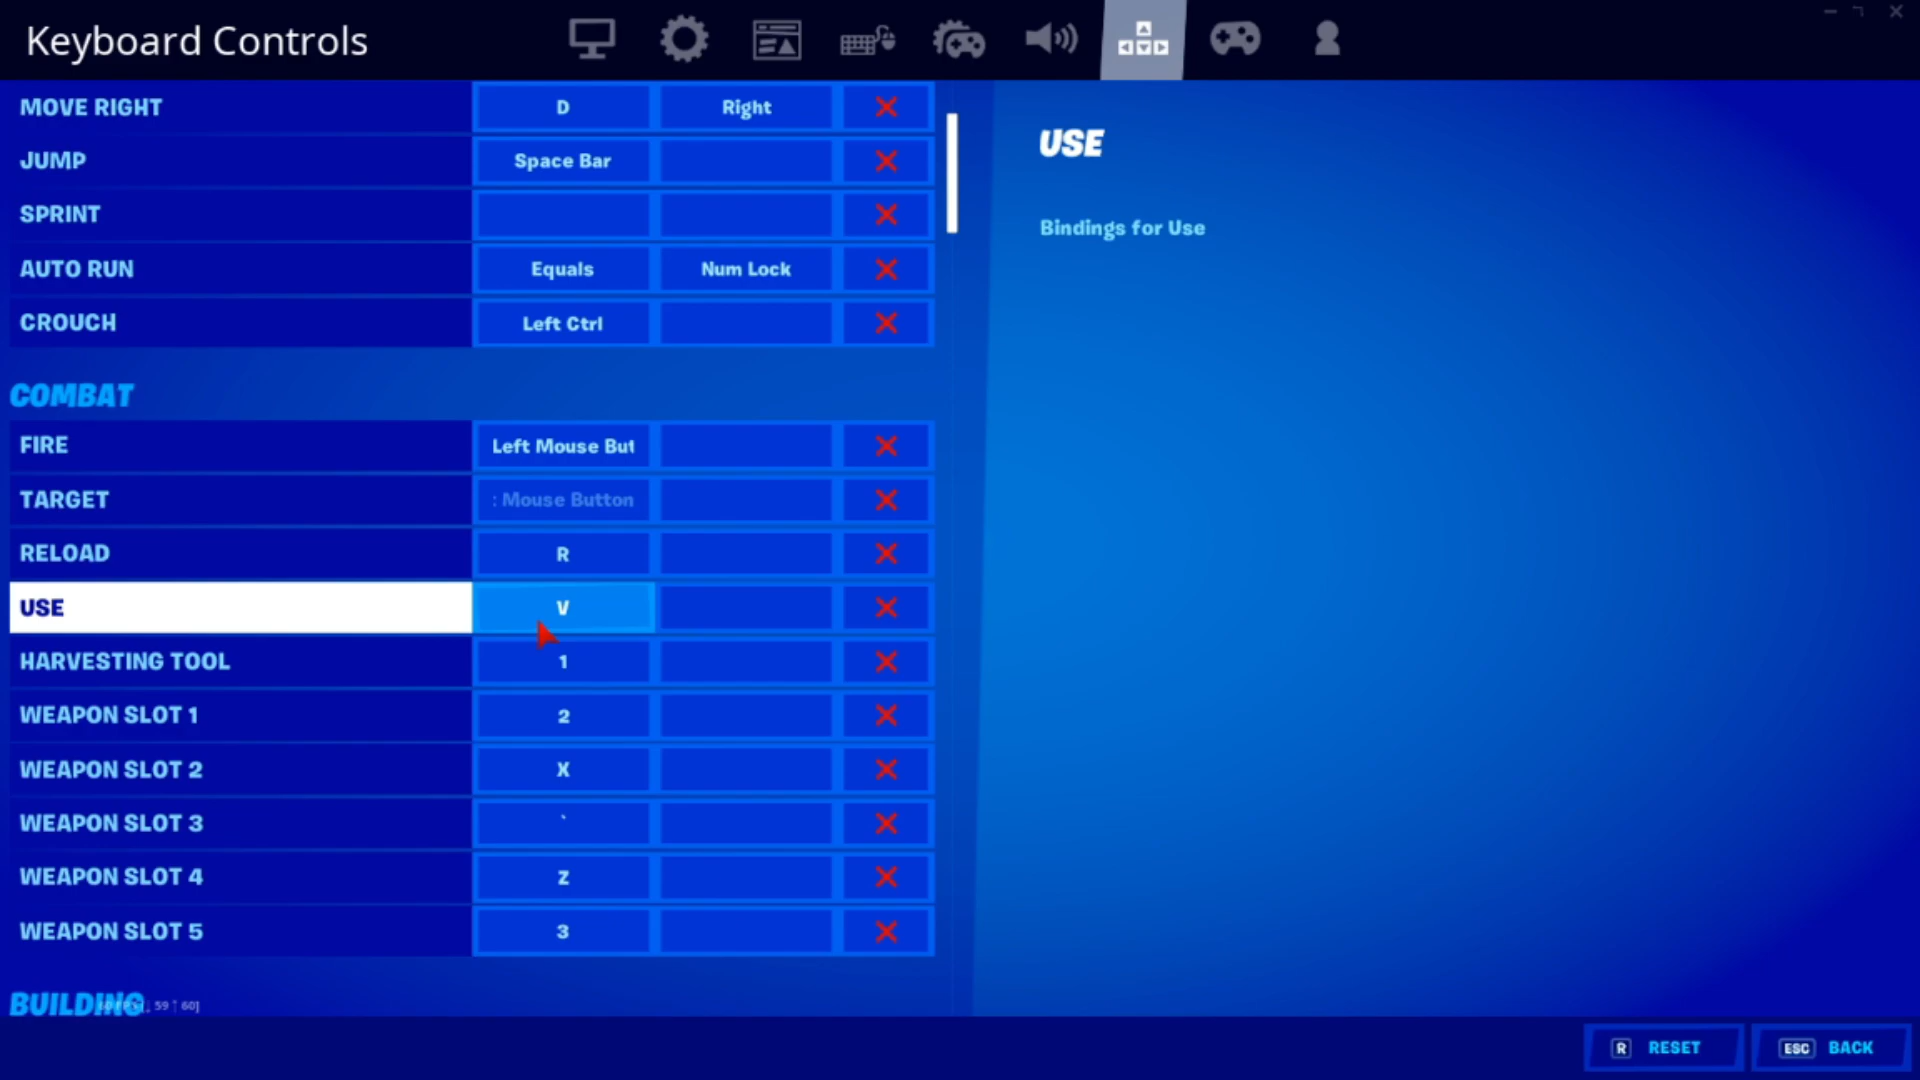 Keyboard Controls
MOVE RIGHT D Right
JUMP Space Bar
SPRINT
AUTO RUN Equals Num Lock
CROUCH Left Ctrl
COMBAT
FIRE Left Mouse But
TARGET : Mouse Button
RELOAD R
USE V
HARVESTING TOOL 1
WEAPON SLOT 1 2
WEAPON SLOT 2 X
WEAPON SLOT 3 `
WEAPON SLOT 4 Z
WEAPON SLOT 5 3
BUILDING 59 ↑ 60]
USE
Bindings for Use
R RESET ESC BACK